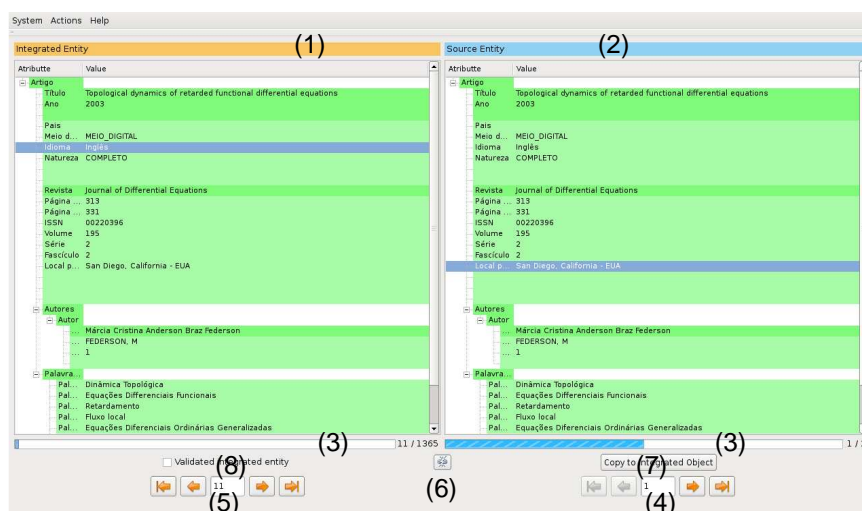 System Actions Help
Integrated Entity (1)
Source Entity (2)
Atributte Value
Artigo
Título Topological dynamics of retarded functional differential equations
Ano 2003
Pais
Meio d... MEIO_DIGITAL
Idioma Inglês
Natureza COMPLETO
Revista Journal of Differential Equations
Página ... 313
Página ... 331
ISSN 00220396
Volume 195
Série 2
Fascículo 2
Local p... San Diego, California - EUA
Autores
Autor
... Márcia Cristina Anderson Braz Federson
... FEDERSON, M
... 1
Palavra...
Pal... Dinâmica Topológica
Pal... Equações Differenciais Funcionais
Pal... Retardamento
Pal... Fluxo local
Pal... Equações Diferenciais Ordinárias Generalizadas
Atributte Value
Artigo
Título Topological dynamics of retarded functional differential equations
Ano 2003
Pais
Meio d... MEIO_DIGITAL
Idioma Inglês
Natureza COMPLETO
Revista Journal of Differential Equations
Página ... 313
Página ... 331
ISSN 00220396
Volume 195
Série 2
Fascículo 2
Local p... San Diego, California - EUA
Autores
Autor
... Márcia Cristina Anderson Braz Federson
... FEDERSON, M
... 1
Palavra...
Pal... Dinâmica Topológica
Pal... Equações Differenciais Funcionais
Pal... Retardamento
Pal... Fluxo local
Pal... Equações Diferenciais Ordinárias Generalizadas
(3) 11 / 1365
(3) 1 /
Validated Integrated entity
(8)
Copy to Integrated Object
(7)
11
(5)
(6)
1
(4)